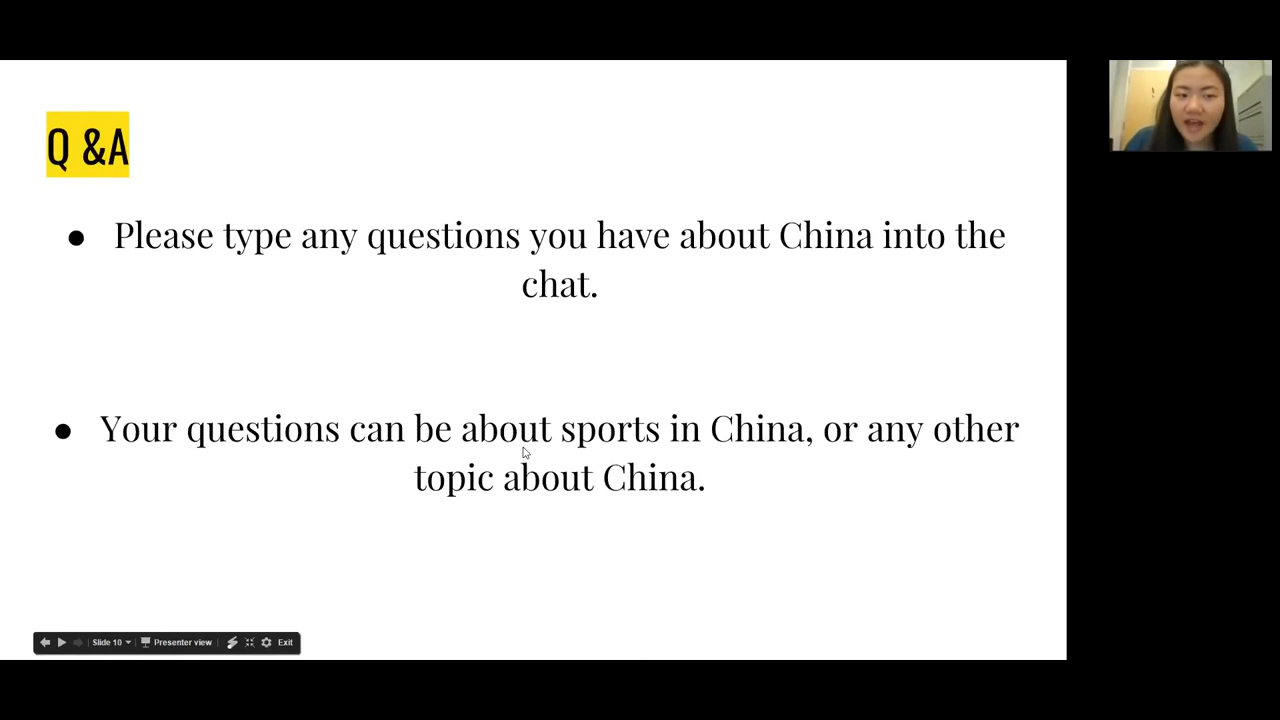 Q &A
● Please type any questions you have about China into the
chat.
● Your questions can be about sports in China, or any other
topic about China.
Slide 10 Presenter view Exit